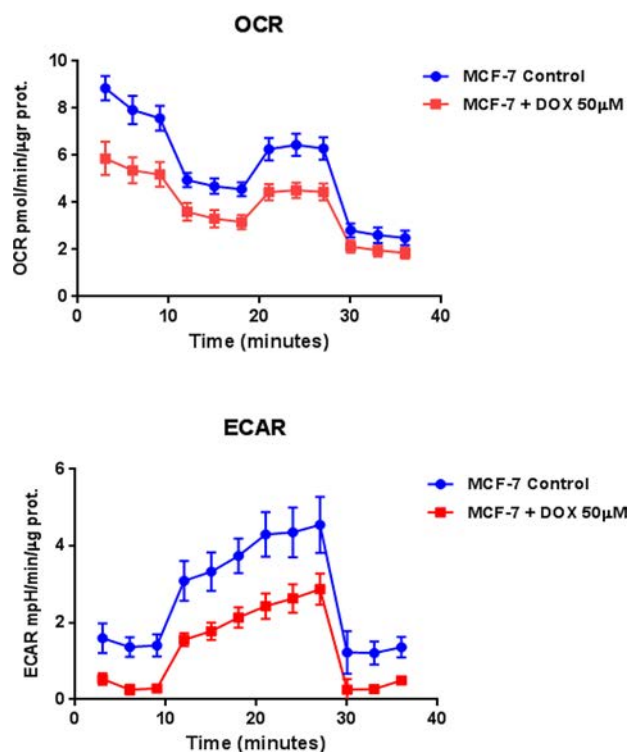 OCR
10
8
6
4
2
0
0 10 20 30 40
OCR pmol/min/µgr prot.
Time (minutes)
MCF-7 Control
MCF-7 + DOX 50µM
ECAR
6
4
2
0
0 10 20 30 40
ECAR mpH/min/µg prot.
Time (minutes)
MCF-7 Control
MCF-7 + DOX 50µM